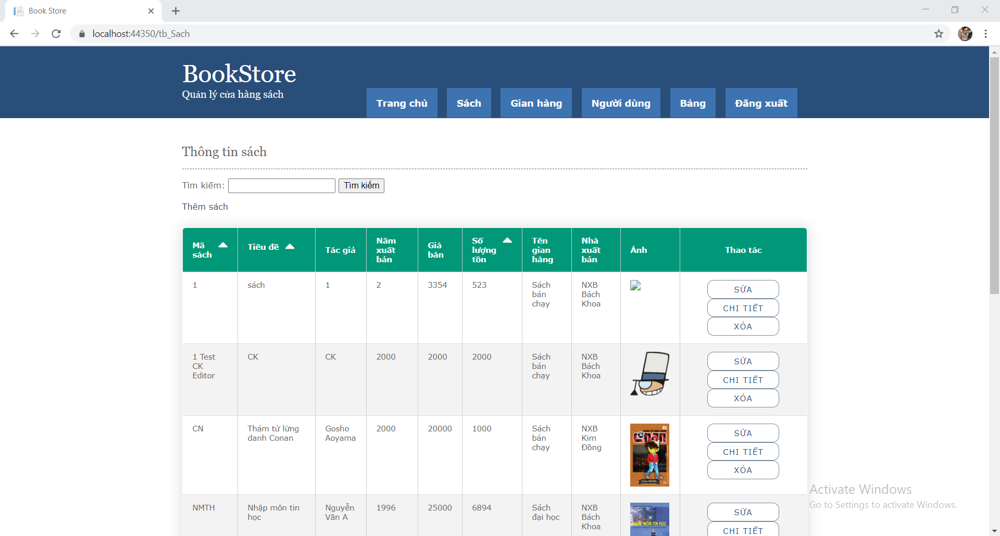 Book Store
localhost:44350/tb_Sach
BookStore
Quản lý cửa hàng sách
Trang chủ
Sách
Gian hàng
Người dùng
Bảng
Đăng xuất
Thông tin sách
Tìm kiếm:
Tìm kiếm
Thêm sách
Mã
sách
Tiêu đề
Tác giả
Năm
xuất
bản
Giá
bán
Số
lượng
tồn
Tên
gian
hàng
Nhà
xuất
bản
Ảnh
Thao tác
1
sách
1
2
3354
523
Sách
bán
chạy
NXB
Bách
Khoa
SỬA
CHI TIẾT
XÓA
1 Test
CK
Editor
CK
CK
2000
2000
2000
Sách
bán
chạy
NXB
Bách
Khoa
SỬA
CHI TIẾT
XÓA
CN
Thám tử lừng
danh Conan
Gosho
Aoyama
2000
20000
1000
Sách
bán
chạy
NXB
Kim
Đồng
THÁM TỬ LỪNG DANH
83
Conan
Gosho AOYAMA
SỬA
CHI TIẾT
XÓA
NMTH
Nhập môn tin
học
Nguyễn
Văn A
1996
25000
6894
Sách
đại học
NXB
Bách
Khoa
NHẬP MÔN TIN HỌC
SỬA
CHI TIẾT
Activate Windows
Go to Settings to activate Windows.